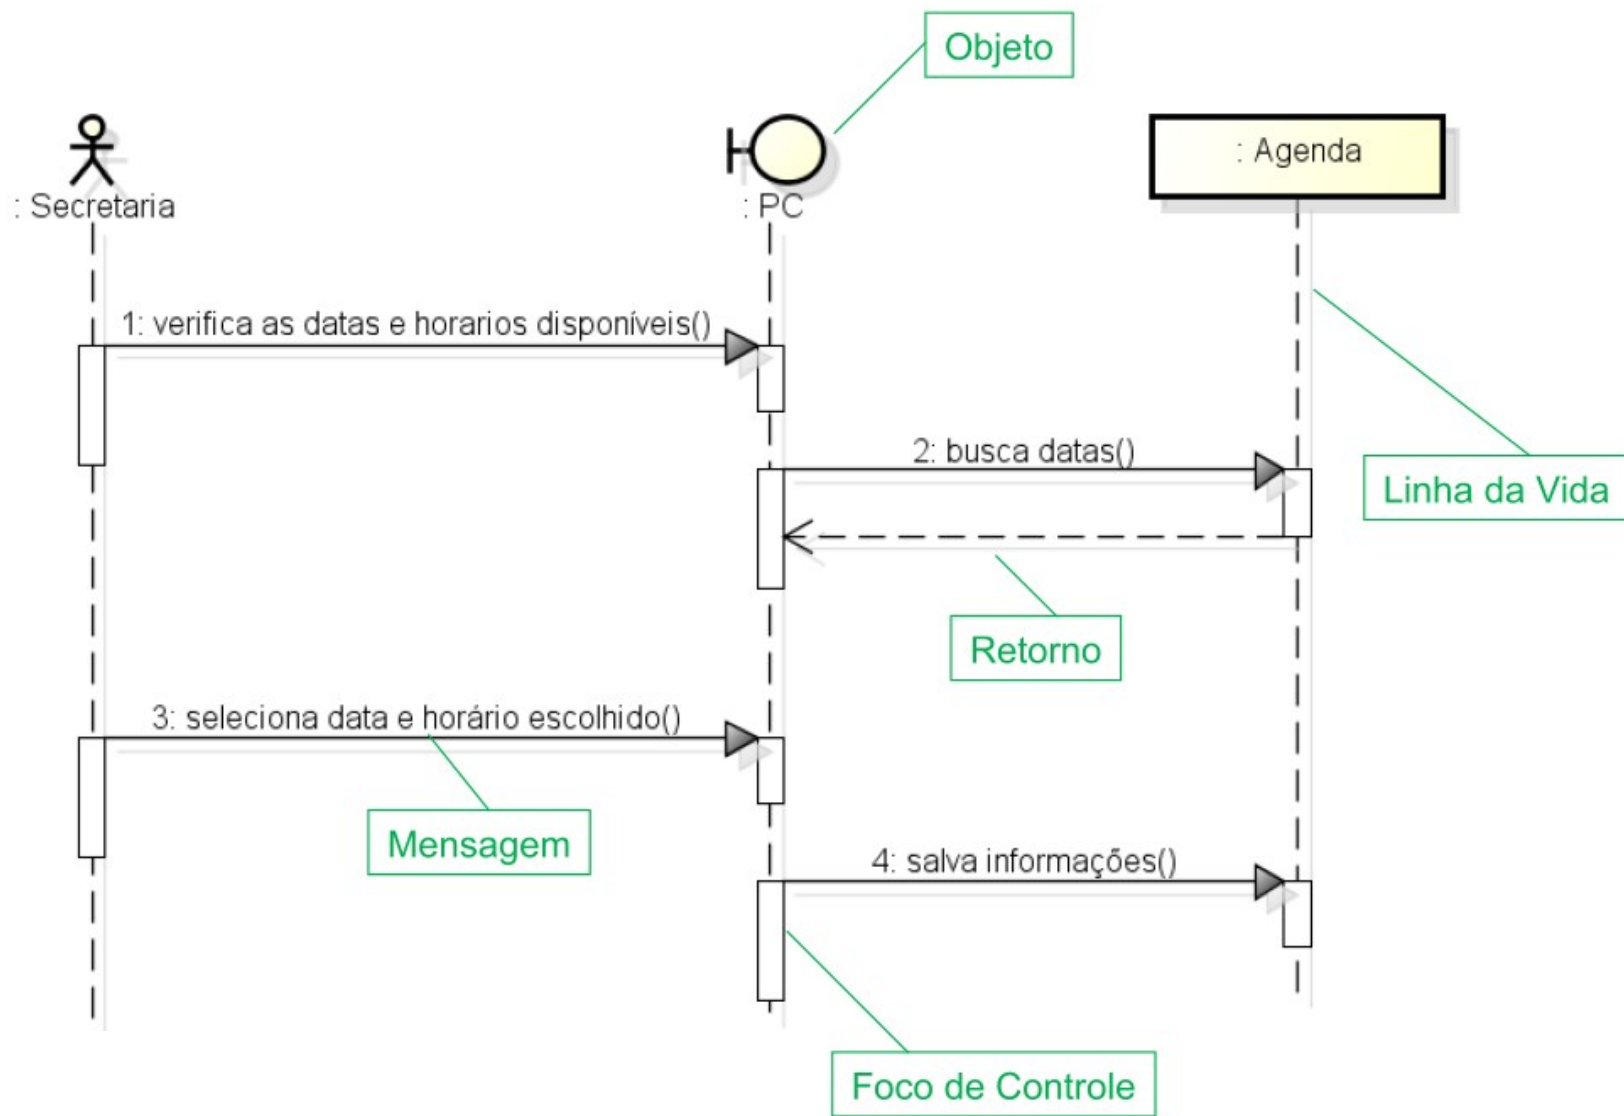 Objeto
: Agenda
: Secretaria
: PC
1: verifica as datas e horarios disponíveis()
2: busca datas()
Linha da Vida
Retorno
3: seleciona data e horário escolhido()
Mensagem
4: salva informações()
Foco de Controle